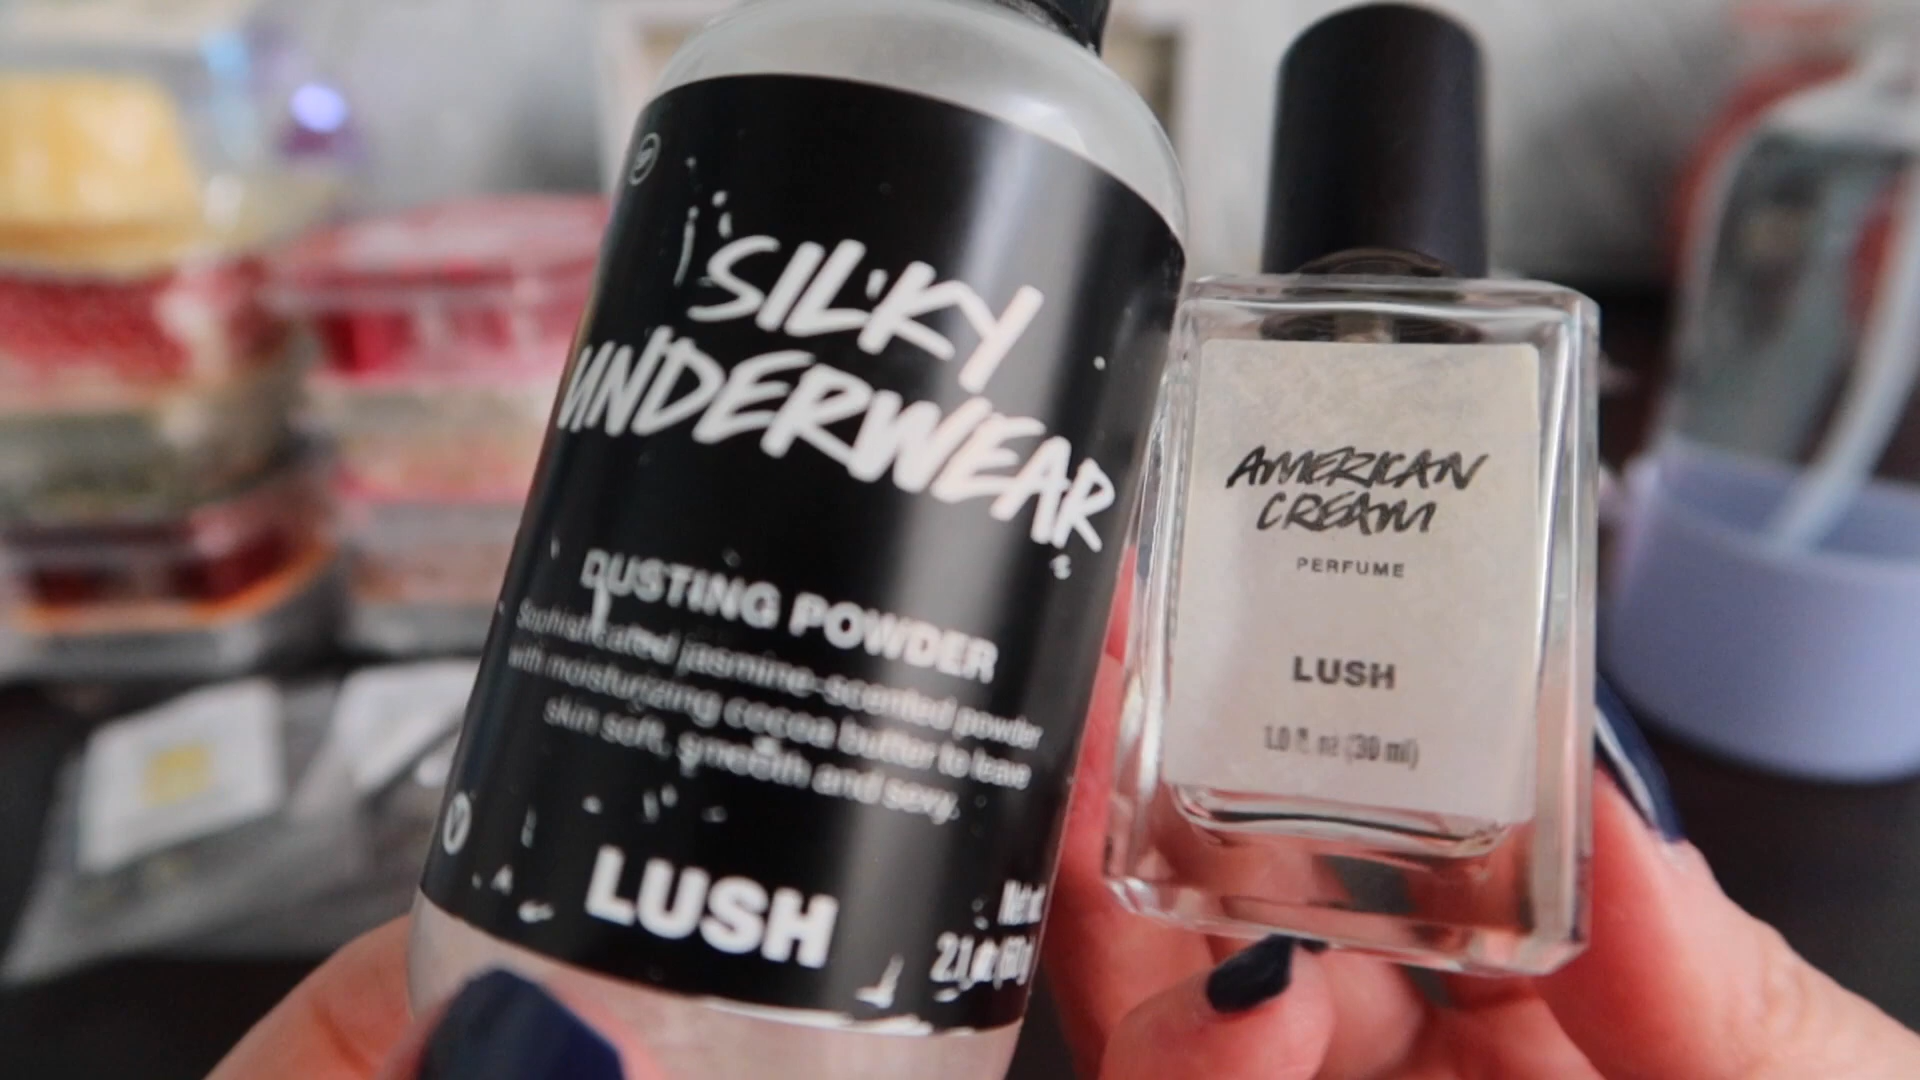 SILKY
UNDERWEAR
DUSTING POWDER
Sophisticated jasmine-scented powder
with moisturizing cocoa butter to leave
skin soft, smooth and sexy.
LUSH
AMERICAN
CREAM
PERFUME
LUSH
1.0 fl oz (30 ml)